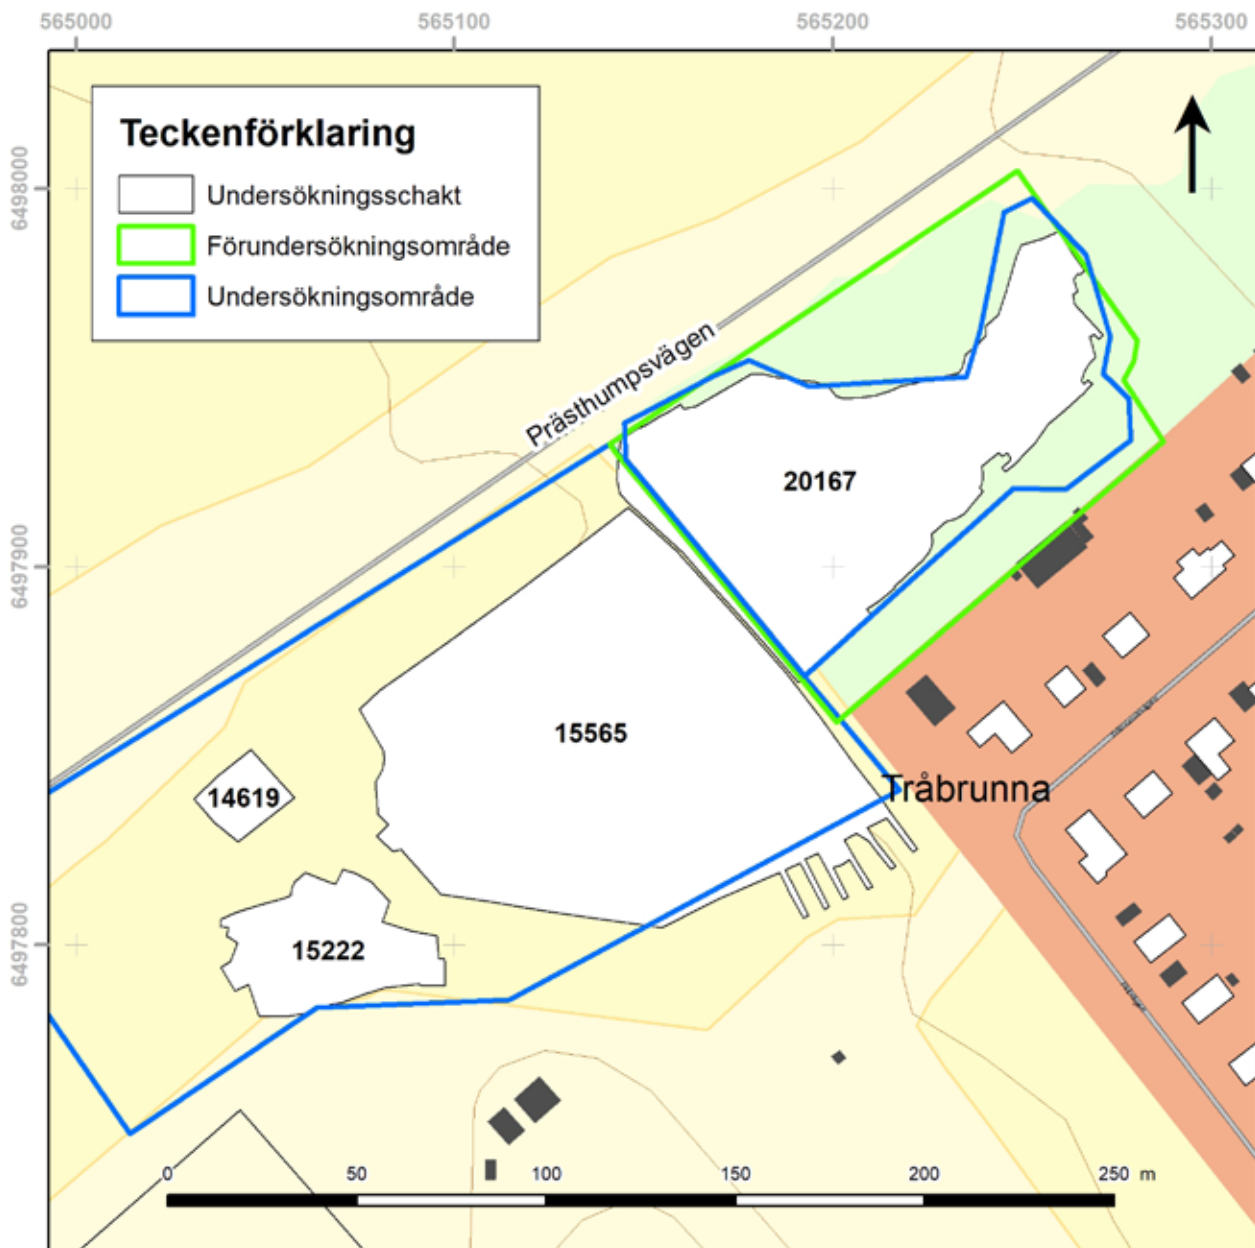 565000
565100
565200
565300
Teckenförklaring
Undersökningsschakt
Förundersökningsområde
Undersökningsområde
6498000
Prästhumpsvägen
20167
6497900
15565
14619
Tråbrunna
15222
6497800
0 50 100 150 200 250 m